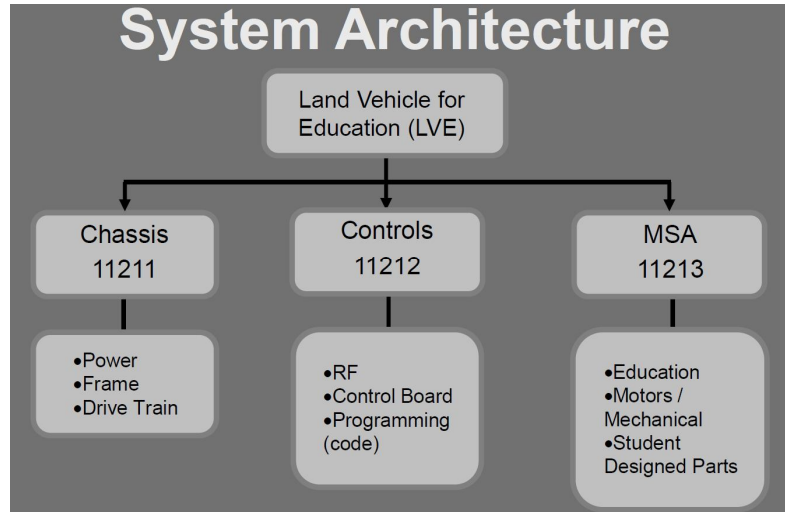 System Architecture
Land Vehicle for
Education (LVE)
Chassis
11211
Controls
11212
MSA
11213
•Power
•Frame
•Drive Train
•RF
•Control Board
•Programming
(code)
•Education
•Motors /
Mechanical
•Student
Designed Parts